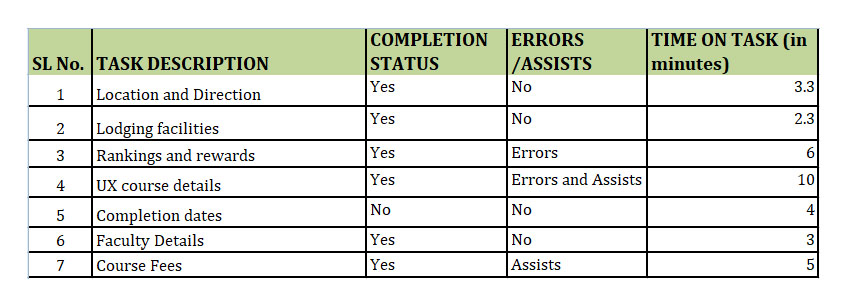 SL No. TASK DESCRIPTION COMPLETION STATUS ERRORS /ASSISTS TIME ON TASK (in minutes)
1 Location and Direction Yes No 3.3
2 Lodging facilities Yes No 2.3
3 Rankings and rewards Yes Errors 6
4 UX course details Yes Errors and Assists 10
5 Completion dates No No 4
6 Faculty Details Yes No 3
7 Course Fees Yes Assists 5